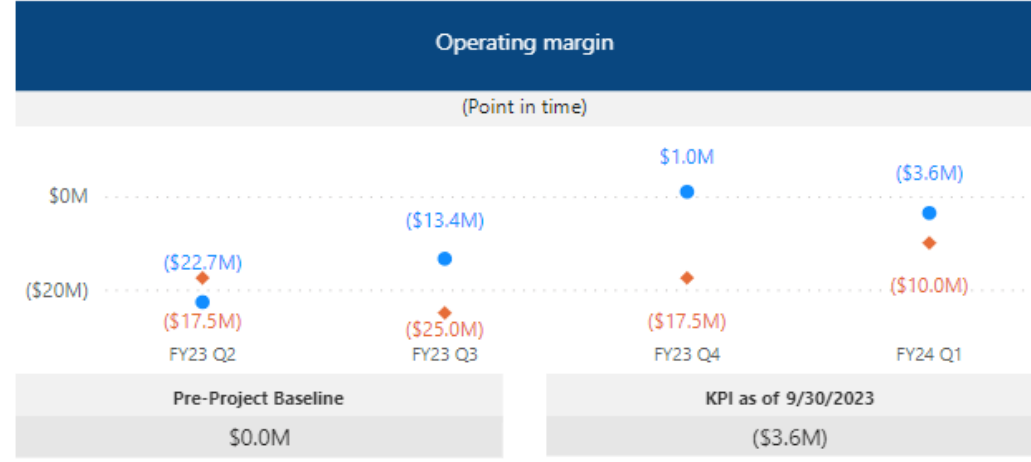 Operating margin
(Point in time)
$1.0M
($3.6M)
$0M
($13.4M)
($22.7M)
($20M)
($10.0M)
($17.5M)
($25.0M)
($17.5M)
FY23 Q2
FY23 Q3
FY23 Q4
FY24 Q1
Pre-Project Baseline
KPI as of 9/30/2023
$0.0M
($3.6M)